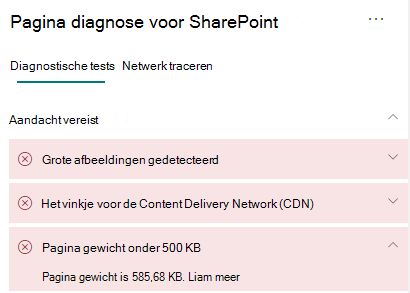 Pagina diagnose voor SharePoint
Diagnostische tests Netwerk traceren
Aandacht vereist
Grote afbeeldingen gedetecteerd
Het vinkje voor de Content Delivery Network (CDN)
Pagina gewicht onder 500 KB
Pagina gewicht is 585,68 KB. Liam meer